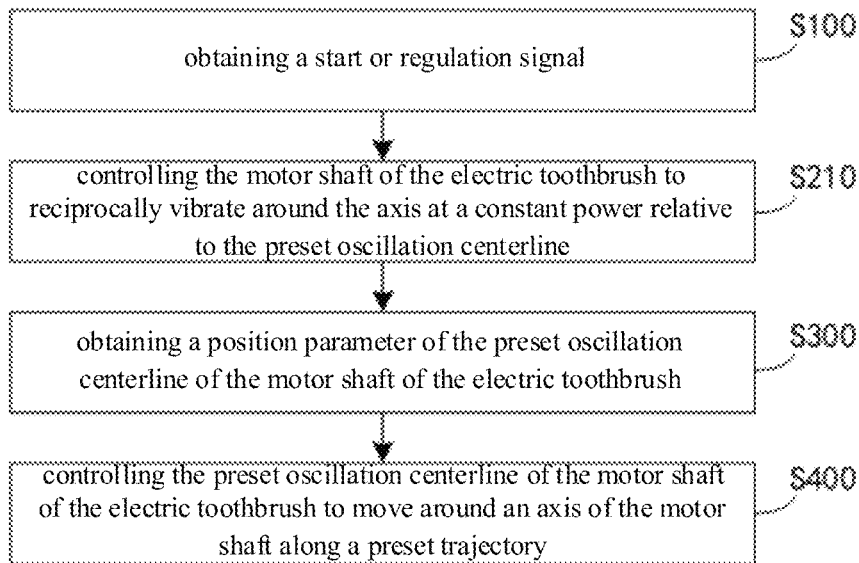 obtaining a start or regulation signal
S100
controlling the motor shaft of the electric toothbrush to
reciprocally vibrate around the axis at a constant power relative
to the preset oscillation centerline
S210
obtaining a position parameter of the preset oscillation
centerline of the motor shaft of the electric toothbrush
S300
controlling the preset oscillation centerline of the motor shaft
of the electric toothbrush to move around an axis of the motor
shaft along a preset trajectory
S400